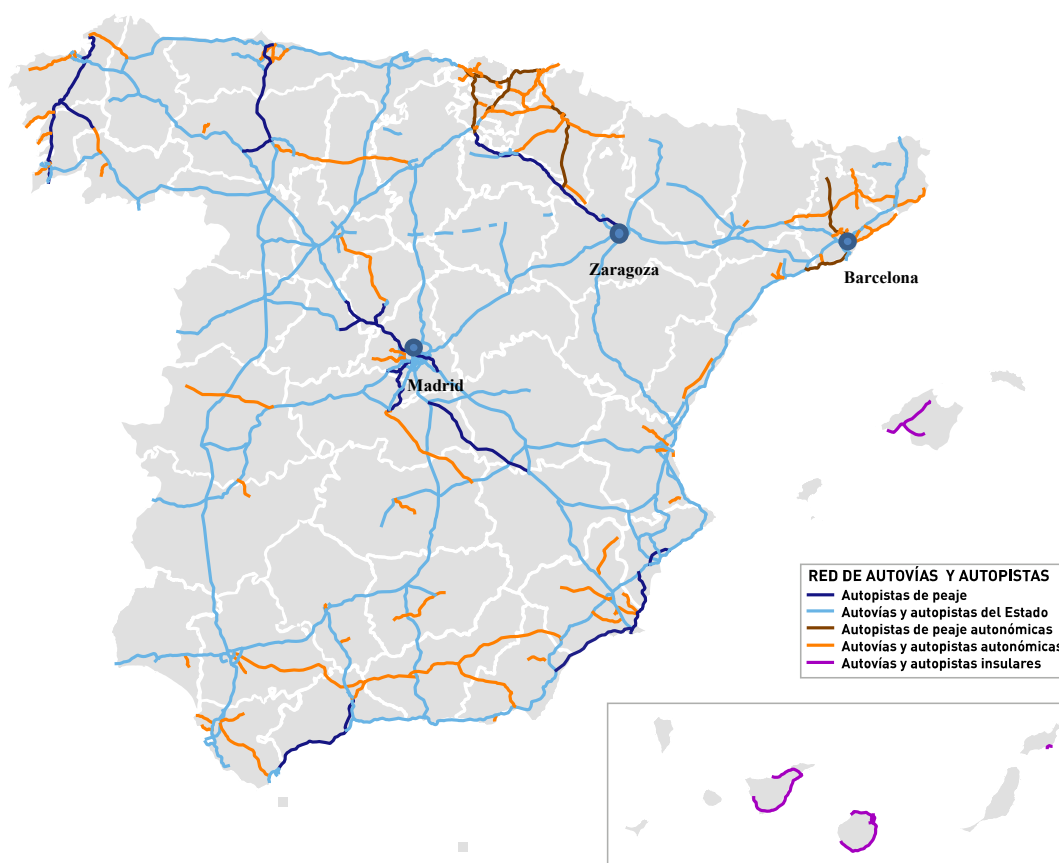 Zaragoza
Barcelona
Madrid
RED DE AUTOVÍAS Y AUTOPISTAS
Autopistas de peaje
Autovías y autopistas del Estado
Autopistas de peaje autonómicas
Autovías y autopistas autonómicas
Autovías y autopistas insulares